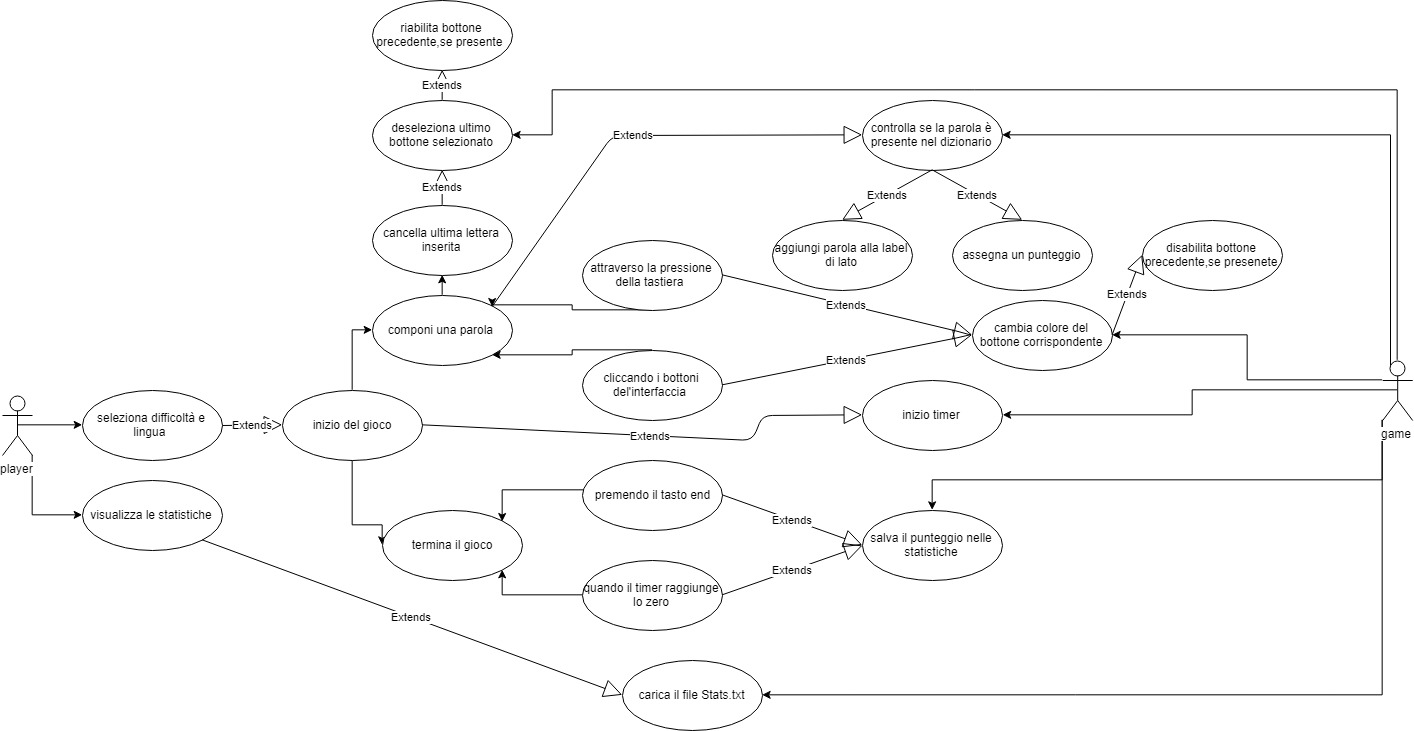 riabilita bottone
precedente,se presente
Extends
deseleziona ultimo
bottone selezionato
Extends
controlla se la parola è
presente nel dizionario
Extends
cancella ultima lettera
inserita
Extends
Extends
aggiungi parola alla label
di lato
assegna un punteggio
disabilita bottone
precedente,se presenete
attraverso la pressione
della tastiera
Extends
Extends
componi una parola
cambia colore del
bottone corrispondente
cliccando i bottoni
del'interfaccia
Extends
player
seleziona difficoltà e
lingua
Extends
inizio del gioco
Extends
inizio timer
game
visualizza le statistiche
termina il gioco
premendo il tasto end
Extends
salva il punteggio nelle
statistiche
quando il timer raggiunge
lo zero
Extends
Extends
carica il file Stats.txt